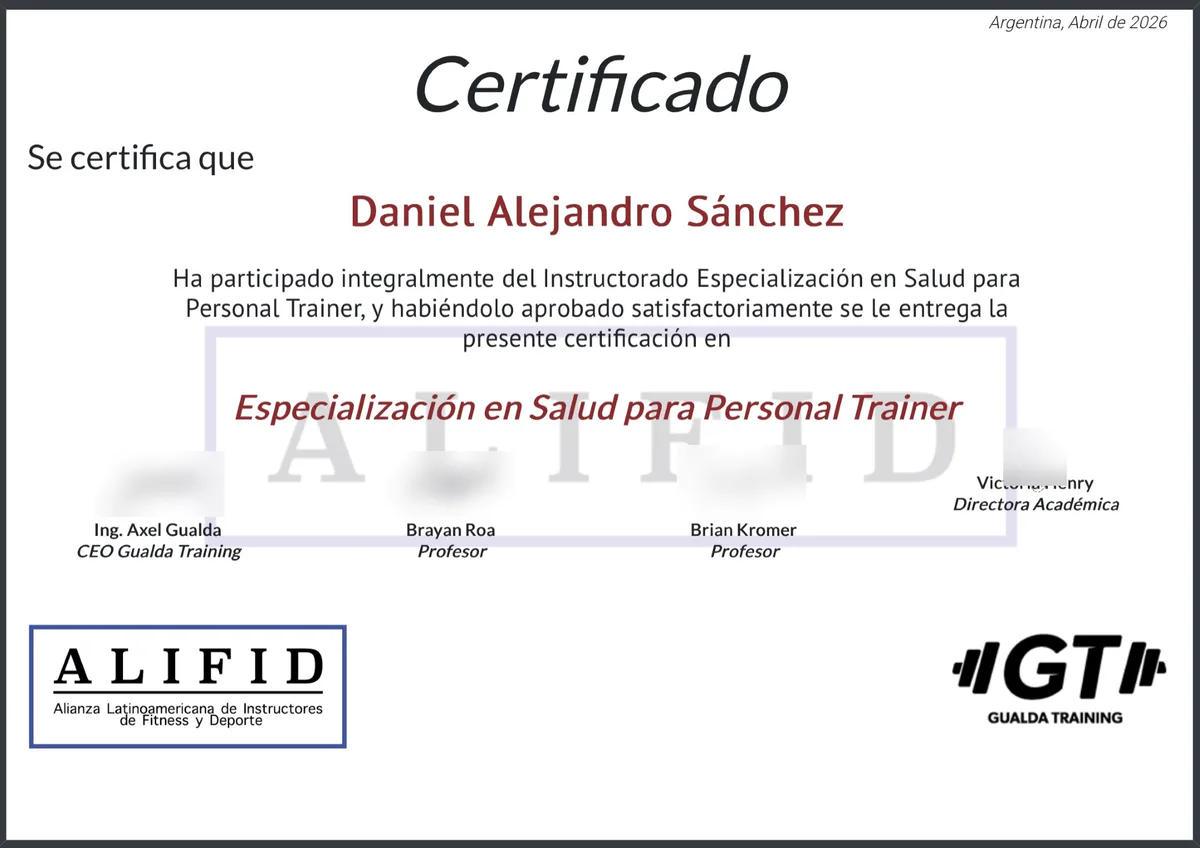 Argentina, Abril de 2026
Certificado
Se certifica que
Daniel Alejandro Sánchez
Ha participado integralmente del Instructorado Especialización en Salud para
Personal Trainer, y habiéndolo aprobado satisfactoriamente se le entrega la
presente certificación en
ALIFID
Especialización en Salud para Personal Trainer
Ing. Axel Gualda
CEO Gualda Training
Brayan Roa
Profesor
Brian Kromer
Profesor
Directora Académica
ALIFID
Alianza Latinoamericana de Instructores
de Fitness y Deporte
GT
GUALDA TRAINING